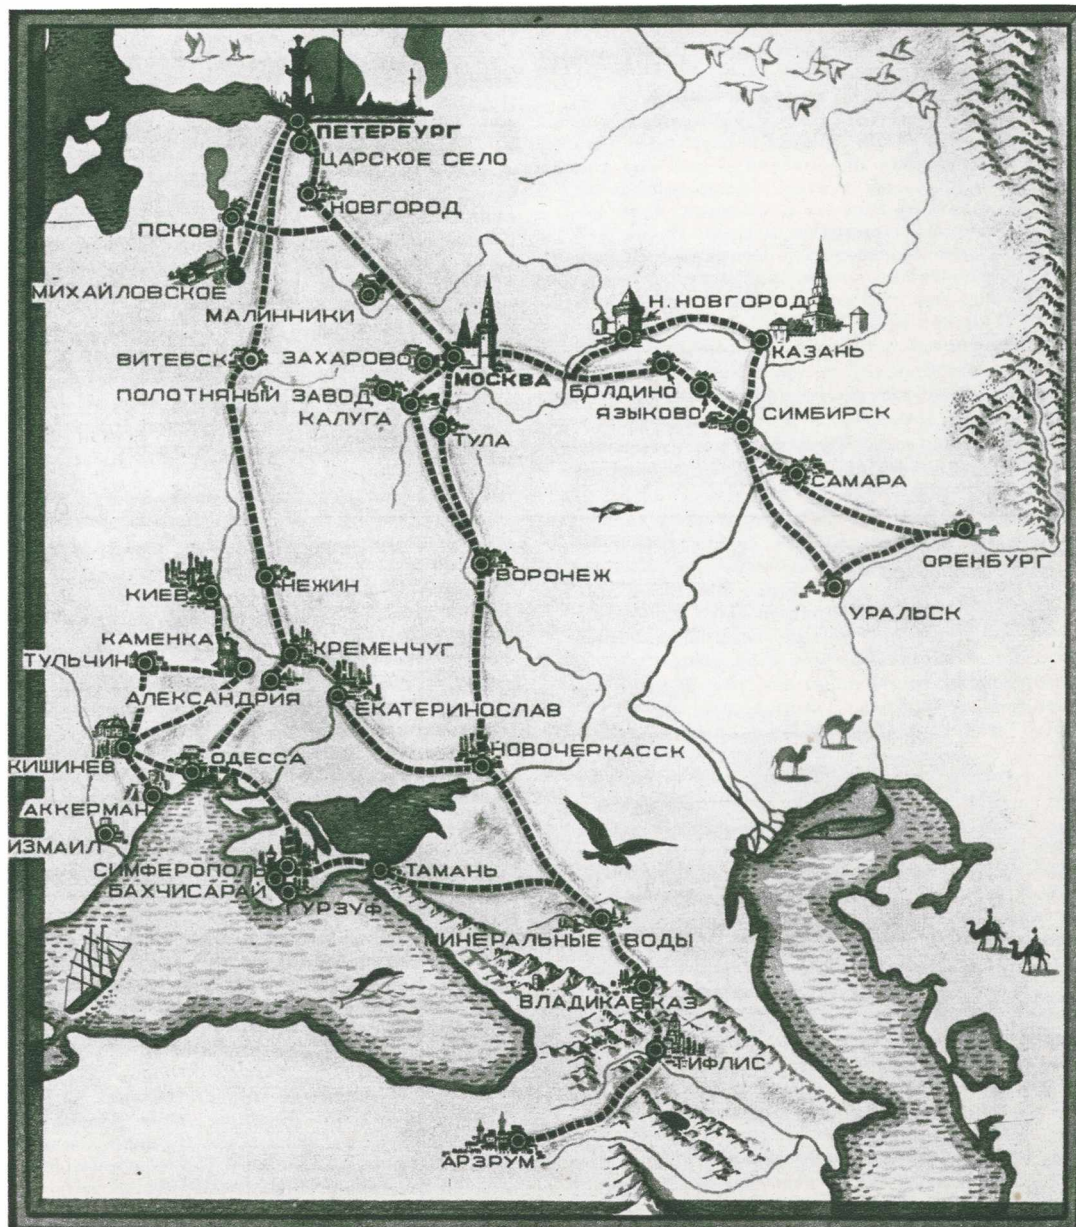 ПЕТЕРБУРГ
ЦАРСКОЕ СЕЛО
НОВГОРОД
ПСКОВ
МИХАЙЛОВСКОЕ
МАЛИННИКИ
Н. НОВГОРОД
КАЗАНЬ
ВИТЕБСК
ЗАХАРОВО
МОСКВА
БОЛДИНО
ПОЛОТНЯНЫЙ ЗАВОД
ЯЗЫКОВО
СИМБИРСК
КАЛУГА
ТУЛА
САМАРА
ОРЕНБУРГ
ВОРОНЕЖ
НЕЖИН
КИЕВ
УРАЛЬСК
КАМЕНКА
КРЕМЕНЧУГ
ТУЛЬЧИН
АЛЕКСАНДРИЯ
ЕКАТЕРИНОСЛАВ
НОВОЧЕРКАССК
ОДЕССА
КИШИНЕВ
АККЕРМАН
ИЗМАИЛ
СИМФЕРОПОЛЬ
ТАМАНЬ
БАХЧИСАРАЙ
ГУРЗУФ
МИНЕРАЛЬНЫЕ ВОДЫ
ВЛАДИКАВКАЗ
ТИФЛИС
АРЗРУМ